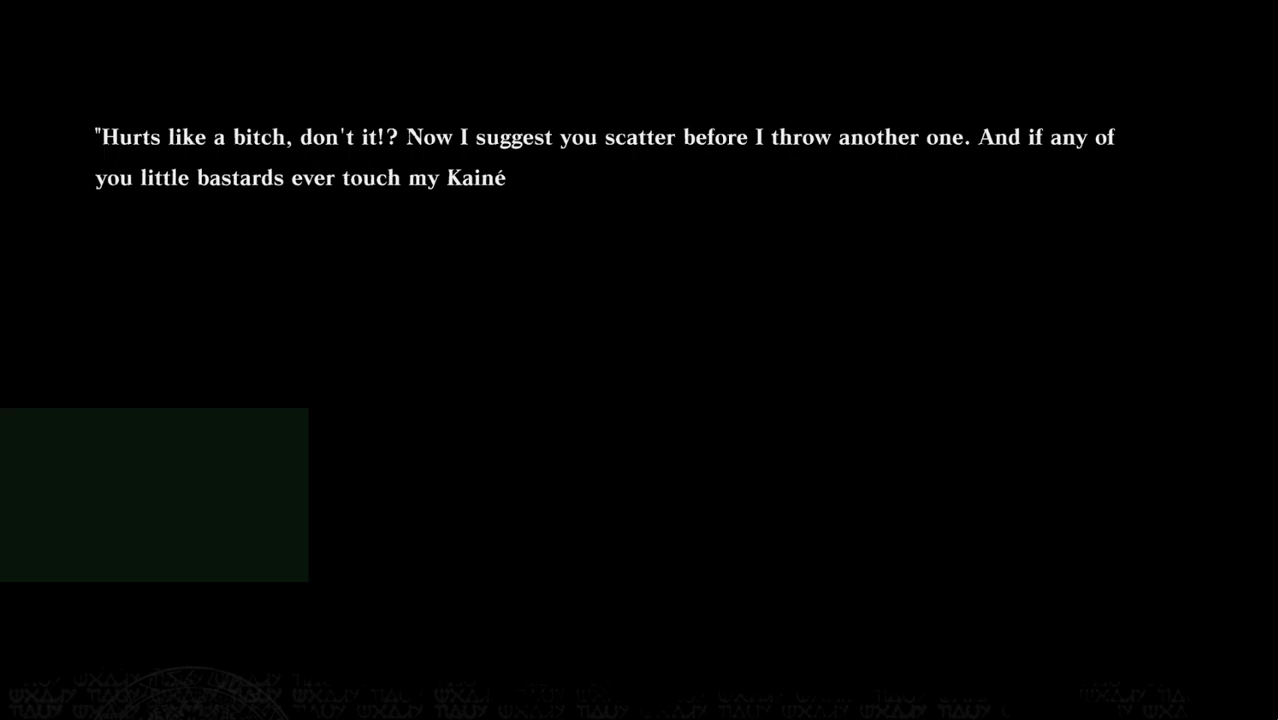 "Hurts like a bitch, don't it!? Now I suggest you scatter before I throw another one. And if any of
you little bastards ever touch my Kainé